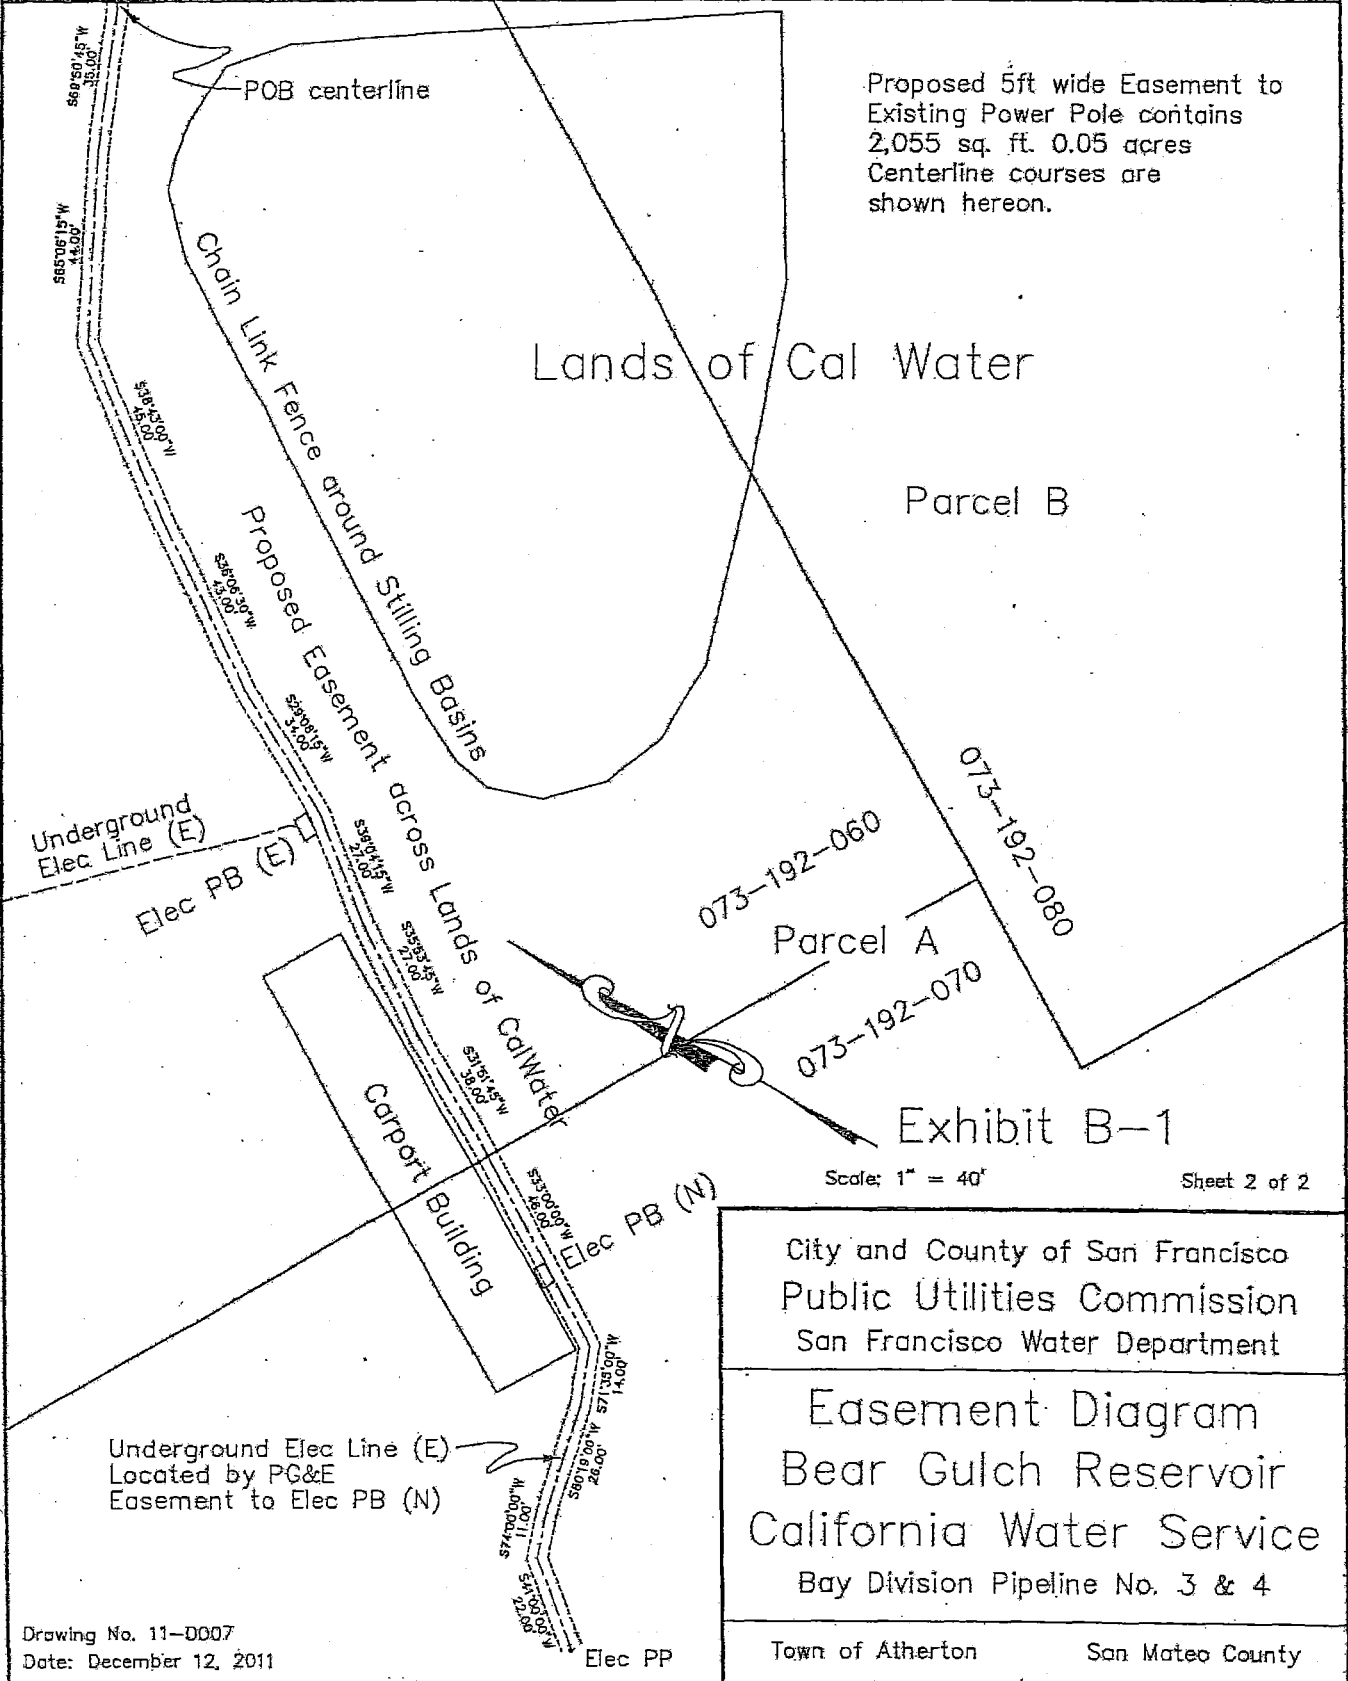 S69°50'45"W
35.00'
POB centerline
Proposed 5ft wide Easement to
Existing Power Pole contains
2,055 sq. ft. 0.05 acres
Centerline courses are
shown hereon.
S65°06'15"W
44.00'
Chain Link Fence around Stilling Basins
Lands of Cal Water
Parcel B
S38°43'00"W
45.00'
Proposed Easement across Lands of CalWater
S36°06'30"W
43.00'
S29°08'15"W
34.00'
Underground
Elec Line (E)
Elec PB (E)
S39°04'15"W
27.00'
073-192-060
073-192-080
Parcel A
073-192-070
S35°53'45"W
27.00'
S31°51'45"W
38.00'
Carport Building
Exhibit B-1
Scale: 1" = 40'
Sheet 2 of 2
S33°00'00"W
46.00'
Elec PB (N)
City and County of San Francisco
Public Utilities Commission
San Francisco Water Department
S71°35'00"W
14.00'
Easement Diagram
Bear Gulch Reservoir
California Water Service
Bay Division Pipeline No. 3 & 4
Underground Elec Line (E)
Located by PG&E
Easement to Elec PB (N)
S80°19'00"W
26.00'
S74°00'00"W
11.00'
S41°00'00"W
22.00'
Elec PP
Drawing No. 11-0007
Date: December 12, 2011
Town of Atherton
San Mateo County